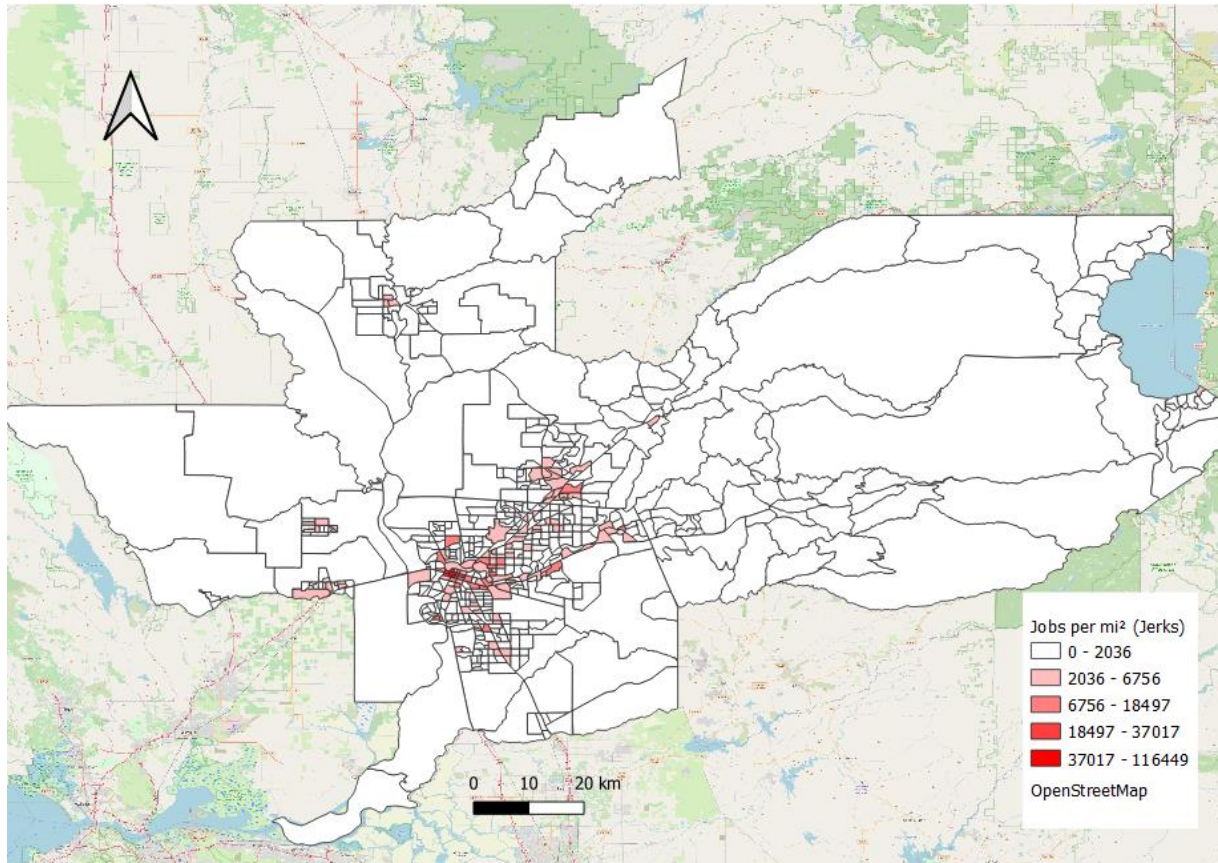 0 10 20 km
Jobs per mi² (Jerks)
0 - 2036
2036 - 6756
6756 - 18497
18497 - 37017
37017 - 116449
OpenStreetMap